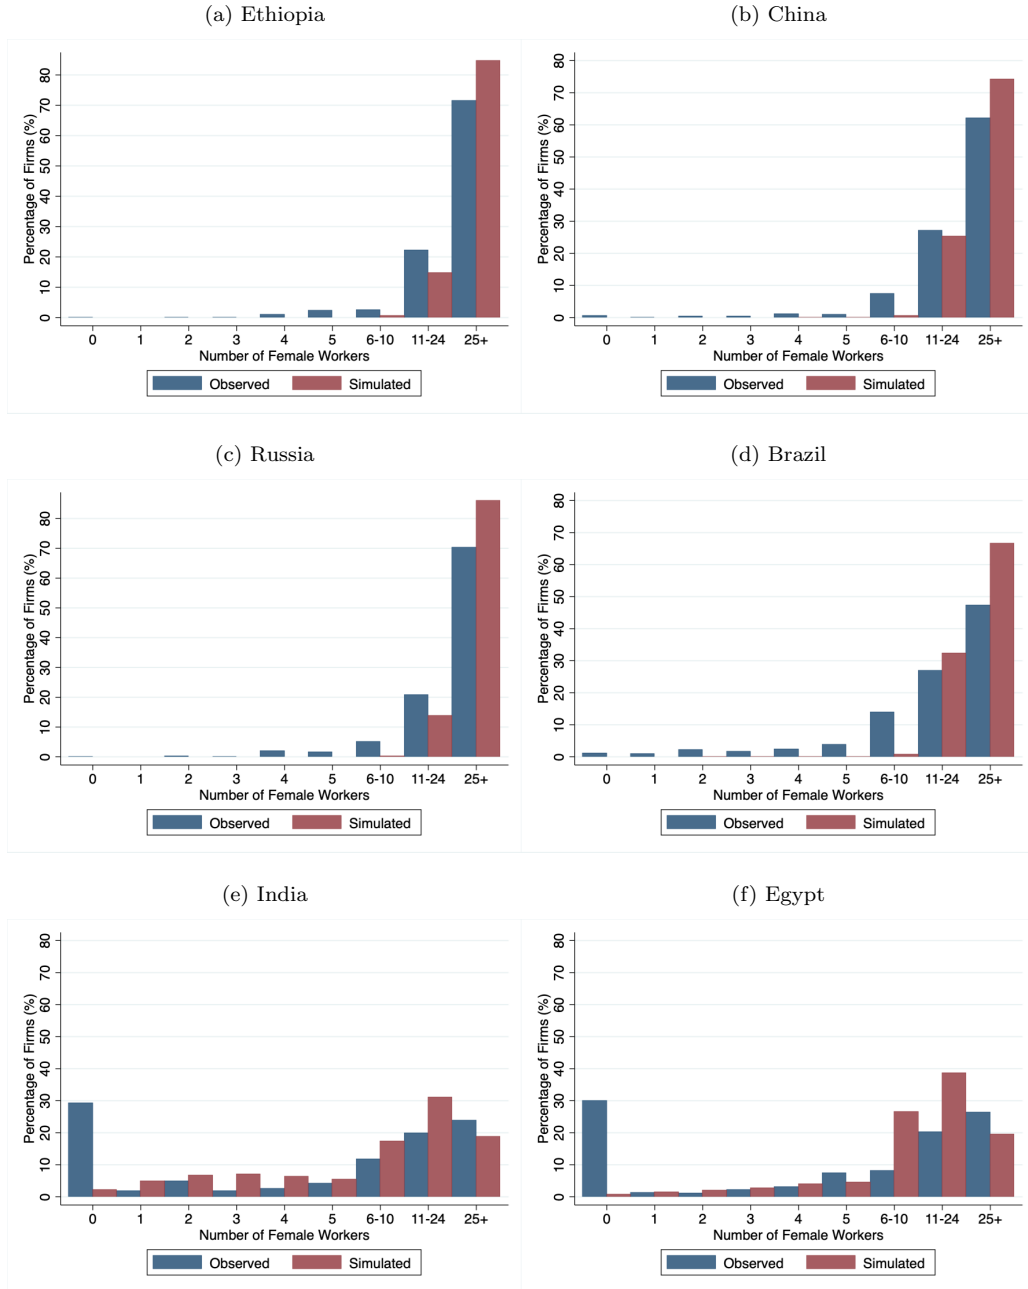 (a) Ethiopia
Percentage of Firms (%)
80
70
60
50
40
30
20
10
0
0 1 2 3 4 5 6-10 11-24 25+
Number of Female Workers
Observed Simulated
(b) China
Percentage of Firms (%)
80
70
60
50
40
30
20
10
0
0 1 2 3 4 5 6-10 11-24 25+
Number of Female Workers
Observed Simulated
(c) Russia
Percentage of Firms (%)
80
70
60
50
40
30
20
10
0
0 1 2 3 4 5 6-10 11-24 25+
Number of Female Workers
Observed Simulated
(d) Brazil
Percentage of Firms (%)
80
70
60
50
40
30
20
10
0
0 1 2 3 4 5 6-10 11-24 25+
Number of Female Workers
Observed Simulated
(e) India
Percentage of Firms (%)
80
70
60
50
40
30
20
10
0
0 1 2 3 4 5 6-10 11-24 25+
Number of Female Workers
Observed Simulated
(f) Egypt
Percentage of Firms (%)
80
70
60
50
40
30
20
10
0
0 1 2 3 4 5 6-10 11-24 25+
Number of Female Workers
Observed Simulated